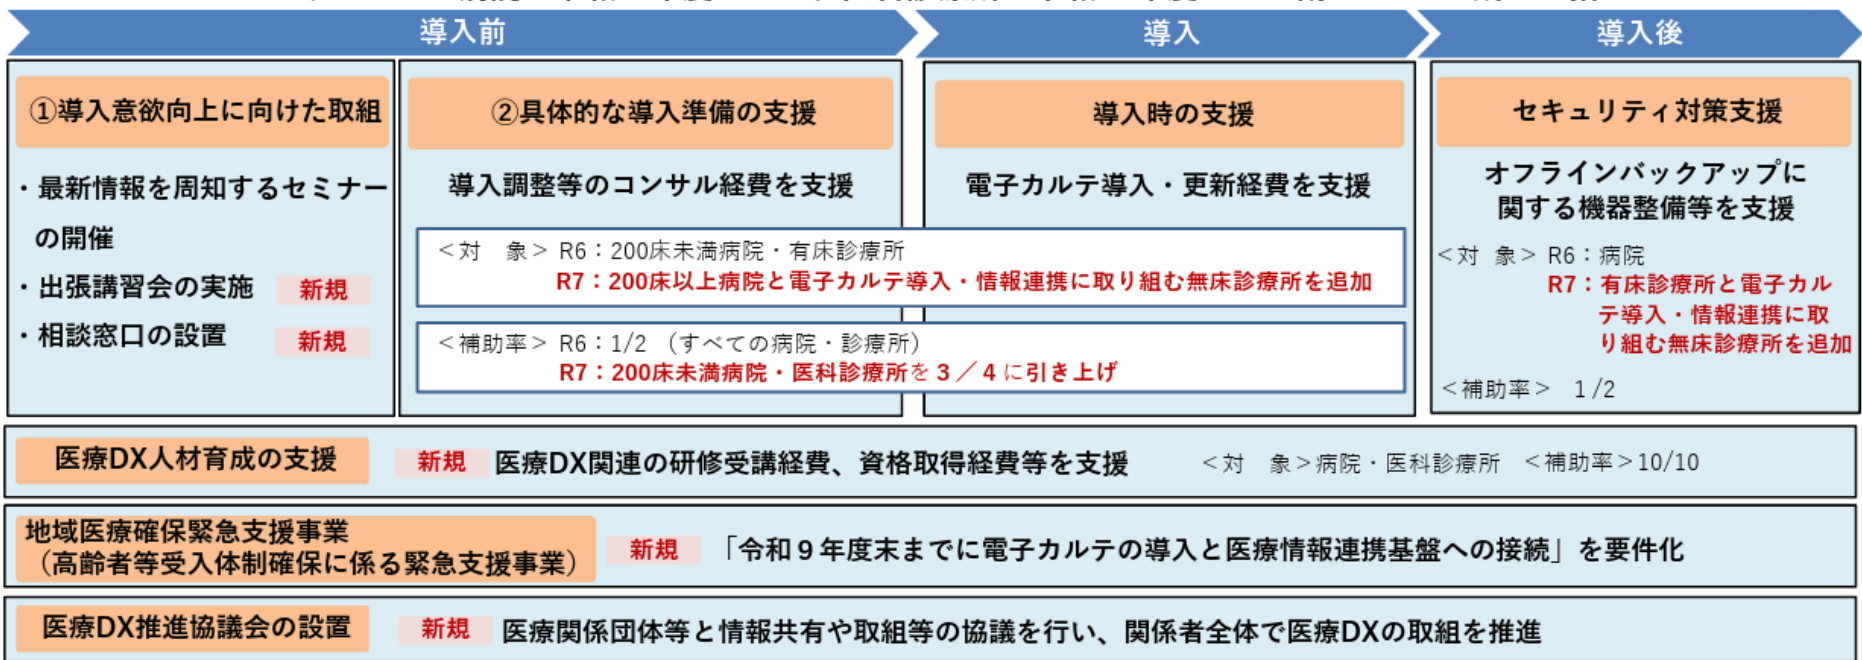 導入前
導入
導入後
①導入意欲向上に向けた取組
・最新情報を周知するセミナー
の開催
・出張講習会の実施 新規
・相談窓口の設置 新規
②具体的な導入準備の支援
導入調整等のコンサル経費を支援
導入時の支援
電子カルテ導入・更新経費を支援
＜対　象＞ R6：200床未満病院・有床診療所
R7：200床以上病院と電子カルテ導入・情報連携に取り組む無床診療所を追加
＜補助率＞ R6：1/2 （すべての病院・診療所）
R7：200床未満病院・医科診療所を３／４に引き上げ
セキュリティ対策支援
オフラインバックアップに
関する機器整備等を支援
＜対 象＞ R6：病院
R7：有床診療所と電子カル
テ導入・情報連携に取
り組む無床診療所を追加
＜補助率＞ 1/2
医療DX人材育成の支援 新規 医療DX関連の研修受講経費、資格取得経費等を支援 ＜対　象＞病院・医科診療所 ＜補助率＞10/10
地域医療確保緊急支援事業
（高齢者等受入体制確保に係る緊急支援事業） 新規 「令和９年度末までに電子カルテの導入と医療情報連携基盤への接続」を要件化
医療DX推進協議会の設置 新規 医療関係団体等と情報共有や取組等の協議を行い、関係者全体で医療DXの取組を推進